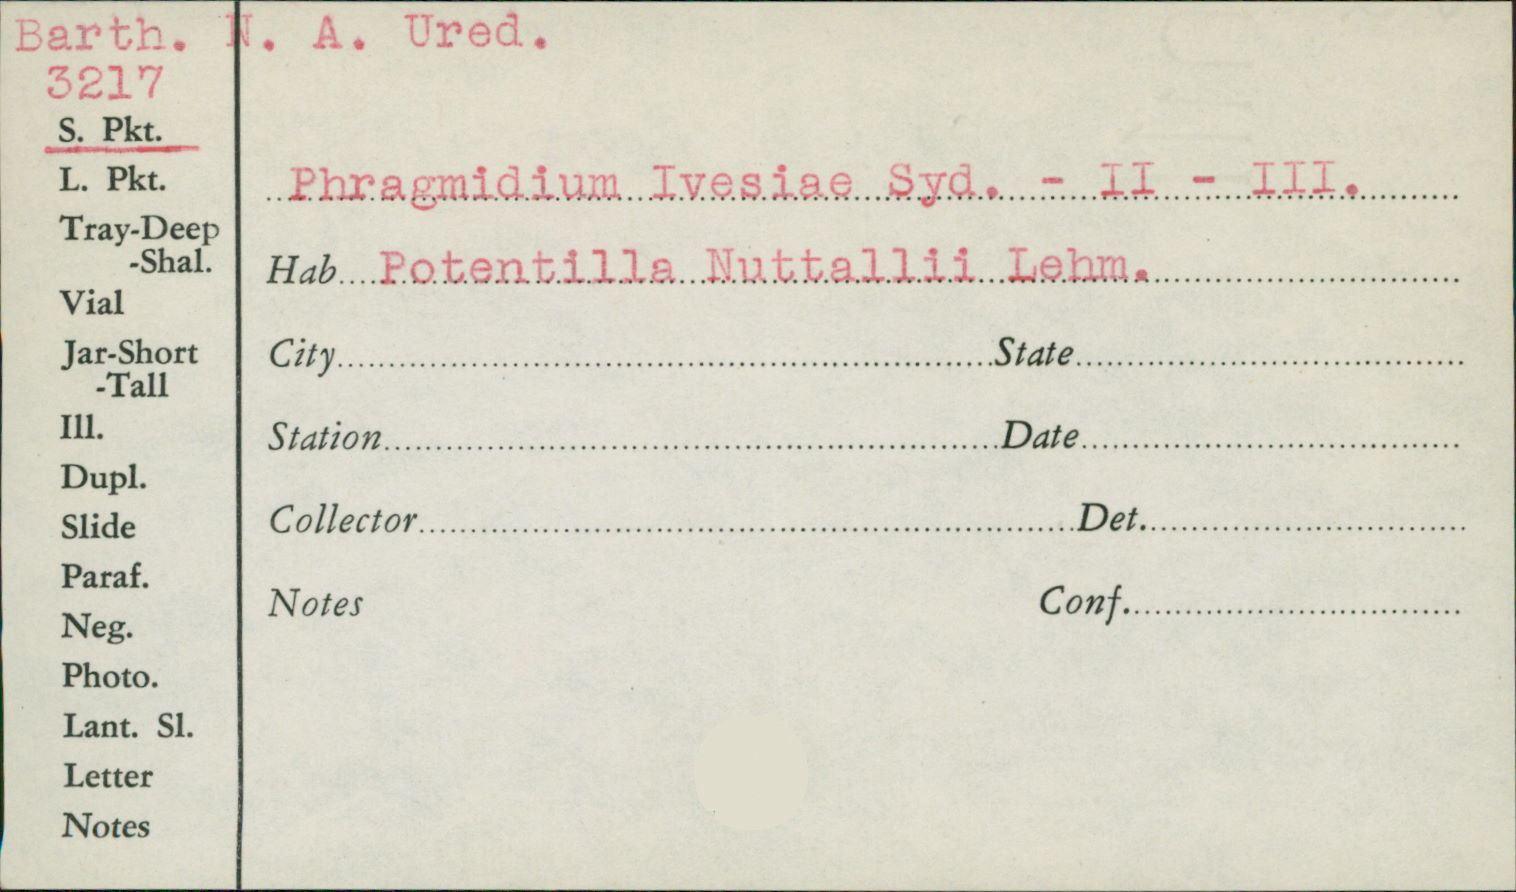 Barth. N. A. Ured.
3217
S. Pkt.
L. Pkt.
Tray-Deep
-Shal.
Vial
Jar-Short
-Tall
Ill.
Dupl.
Slide
Paraf.
Neg.
Photo.
Lant. Sl.
Letter
Notes
Phragmidium Ivesiae Syd. - II - III.
Hab Potentilla Nuttallii Lehm.
City State
Station Date
Collector Det.
Notes Conf.